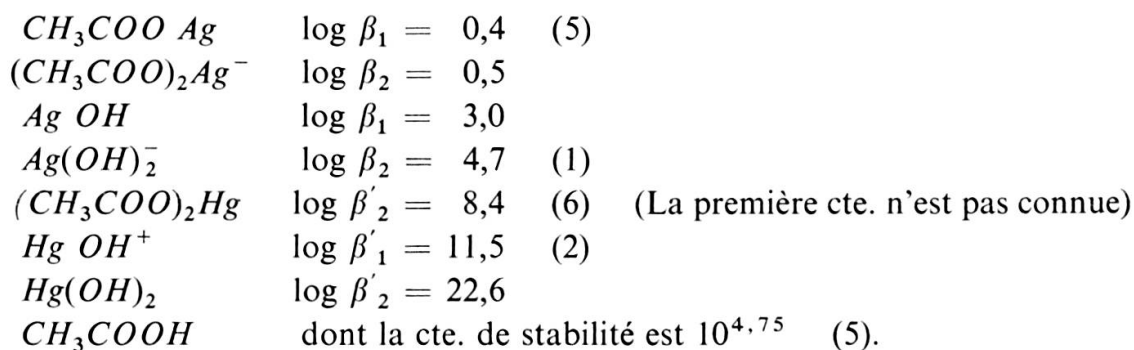 CH₃COO Ag log β₁ = 0,4 (5)
(CH₃COO)₂Ag⁻ log β₂ = 0,5
Ag OH log β₁ = 3,0
Ag(OH)₂⁻ log β₂ = 4,7 (1)
(CH₃COO)₂Hg log β′₂ = 8,4 (6) (La première cte. n'est pas connue)
Hg OH⁺ log β′₁ = 11,5 (2)
Hg(OH)₂ log β′₂ = 22,6
CH₃COOH dont la cte. de stabilité est 10⁴,⁷⁵ (5).